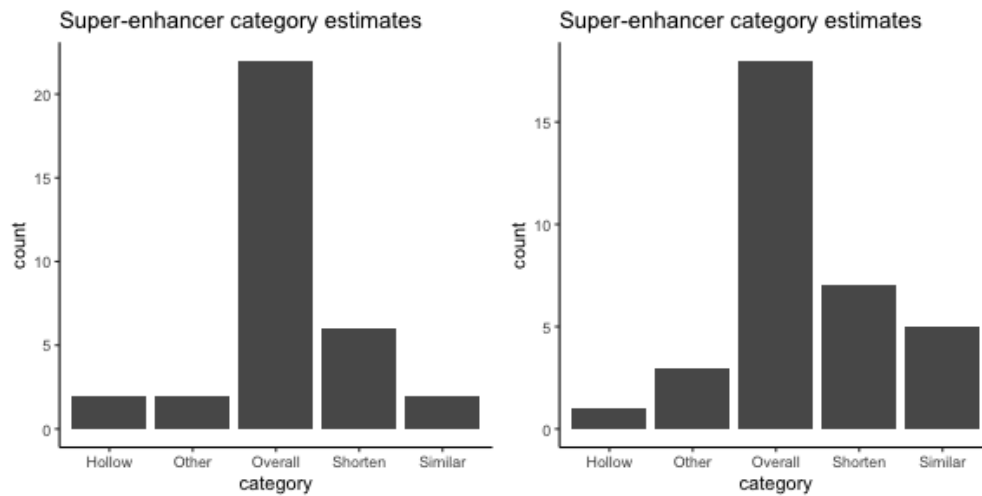 Super-enhancer category estimates
20
15
10
5
0
count
Hollow Other Overall Shorten Similar
category
Super-enhancer category estimates
15
10
5
0
count
Hollow Other Overall Shorten Similar
category